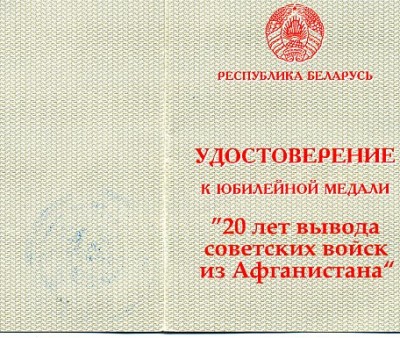 РЕСПУБЛИКА БЕЛАРУСЬ
УДОСТОВЕРЕНИЕ
К ЮБИЛЕЙНОЙ МЕДАЛИ
"20 лет вывода
советских войск
из Афганистана“